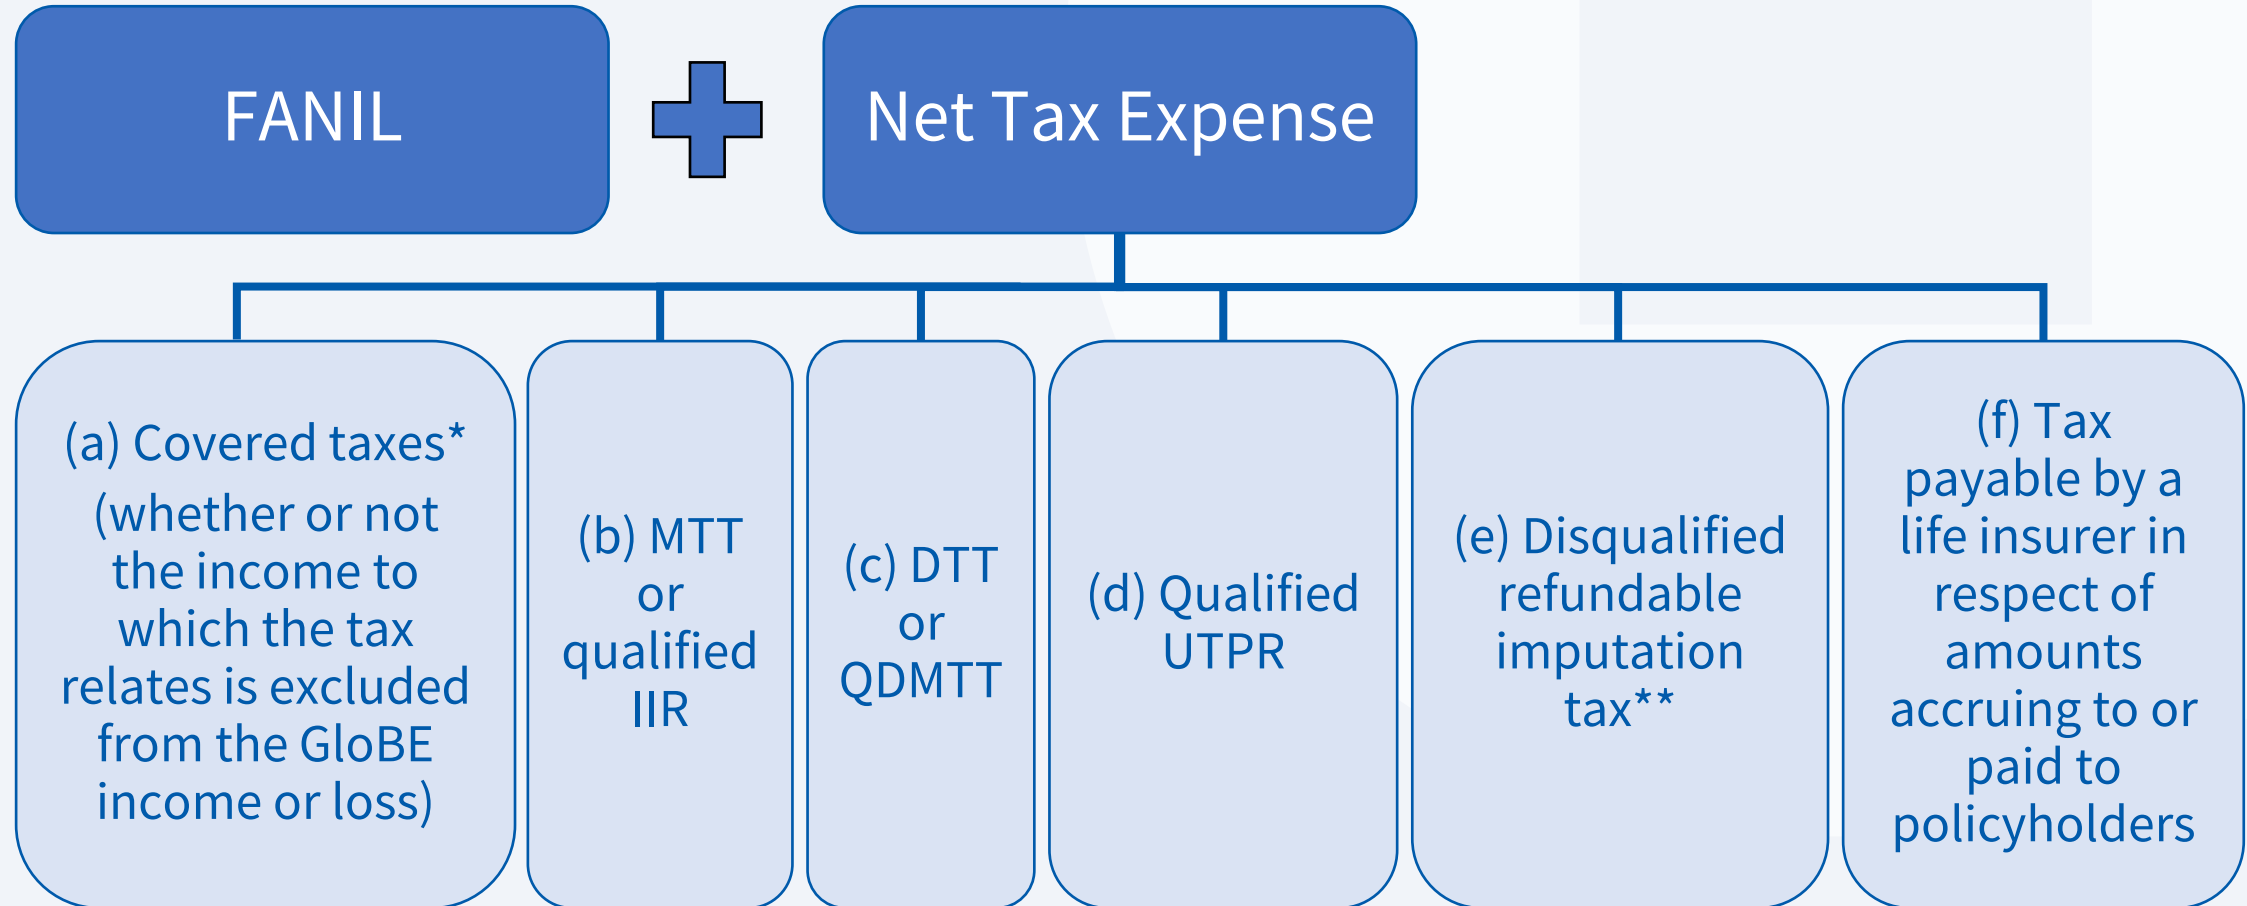 FANIL
Net Tax Expense
(a) Covered taxes*
(whether or not
the income to
which the tax
relates is excluded
from the GloBE
income or loss)
(b) MTT
or
qualified
IIR
(c) DTT
or
QDMTT
(d) Qualified
UTPR
(e) Disqualified
refundable
imputation
tax**
(f) Tax
payable by a
life insurer in
respect of
amounts
accruing to or
paid to
policyholders